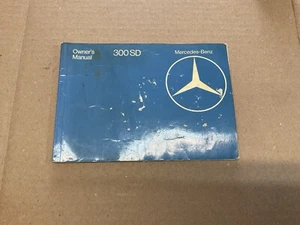 Owner's
Manual
300 SD
Mercedes-Benz